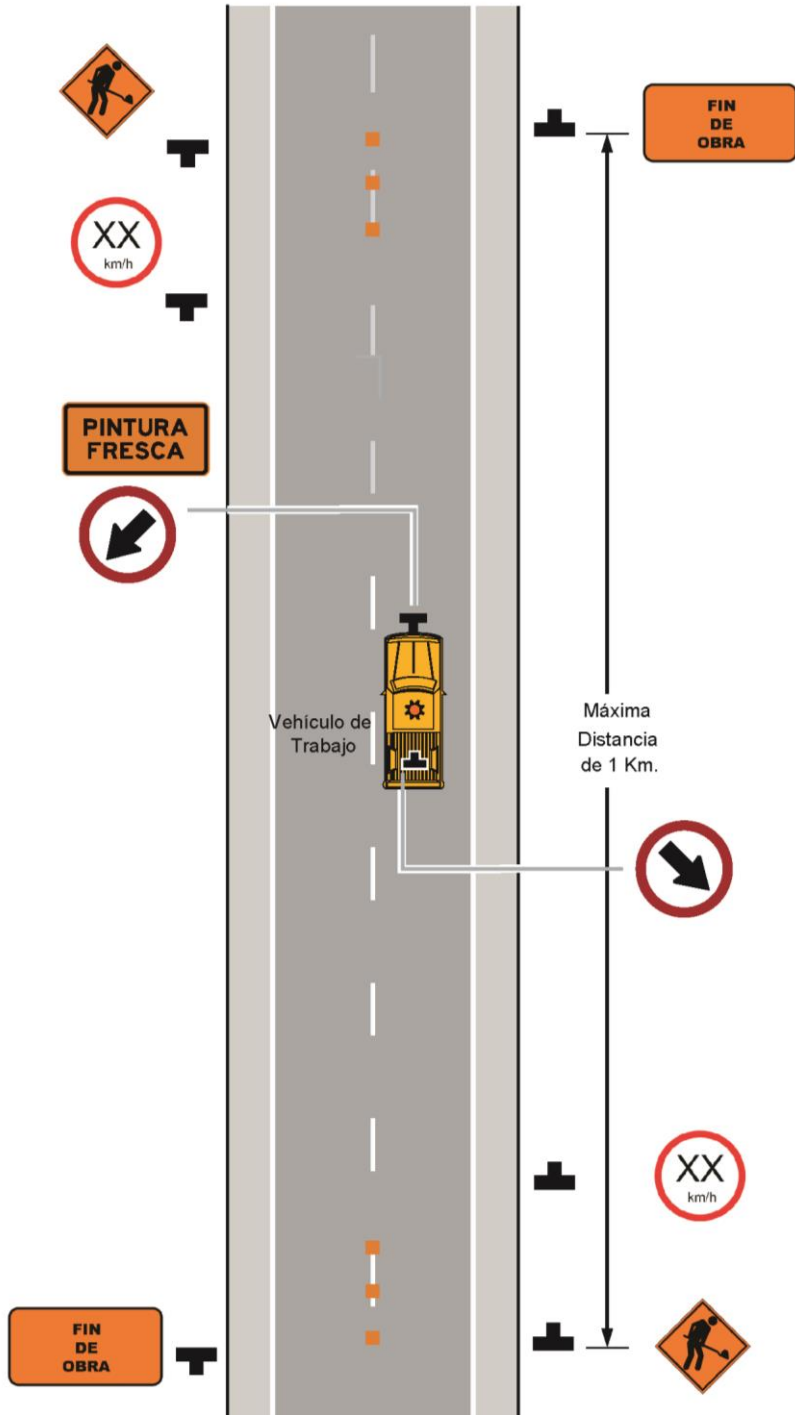 FIN
DE
OBRA
XX
km/h
PINTURA
FRESCA
Vehículo de
Trabajo
Máxima
Distancia
de 1 Km.
XX
km/h
FIN
DE
OBRA